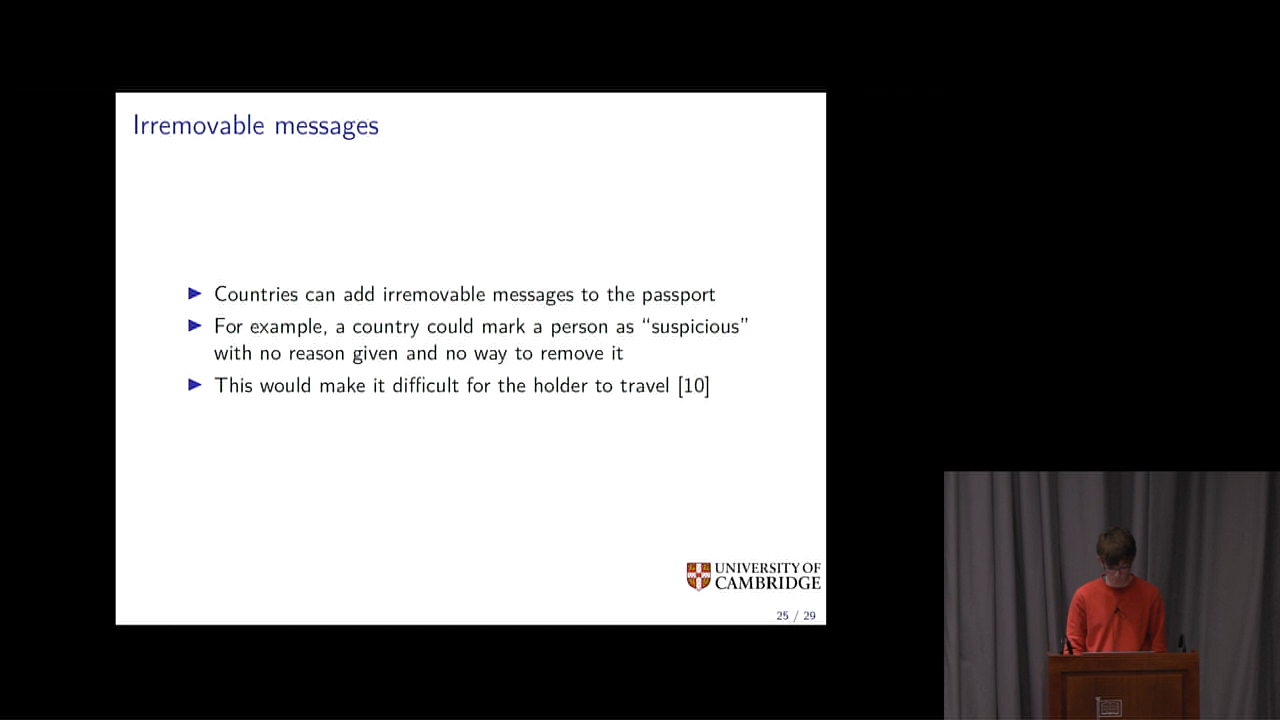 Irremovable messages
Countries can add irremovable messages to the passport
For example, a country could mark a person as “suspicious”
with no reason given and no way to remove it
This would make it difficult for the holder to travel [10]
UNIVERSITY OF
CAMBRIDGE
25 / 29